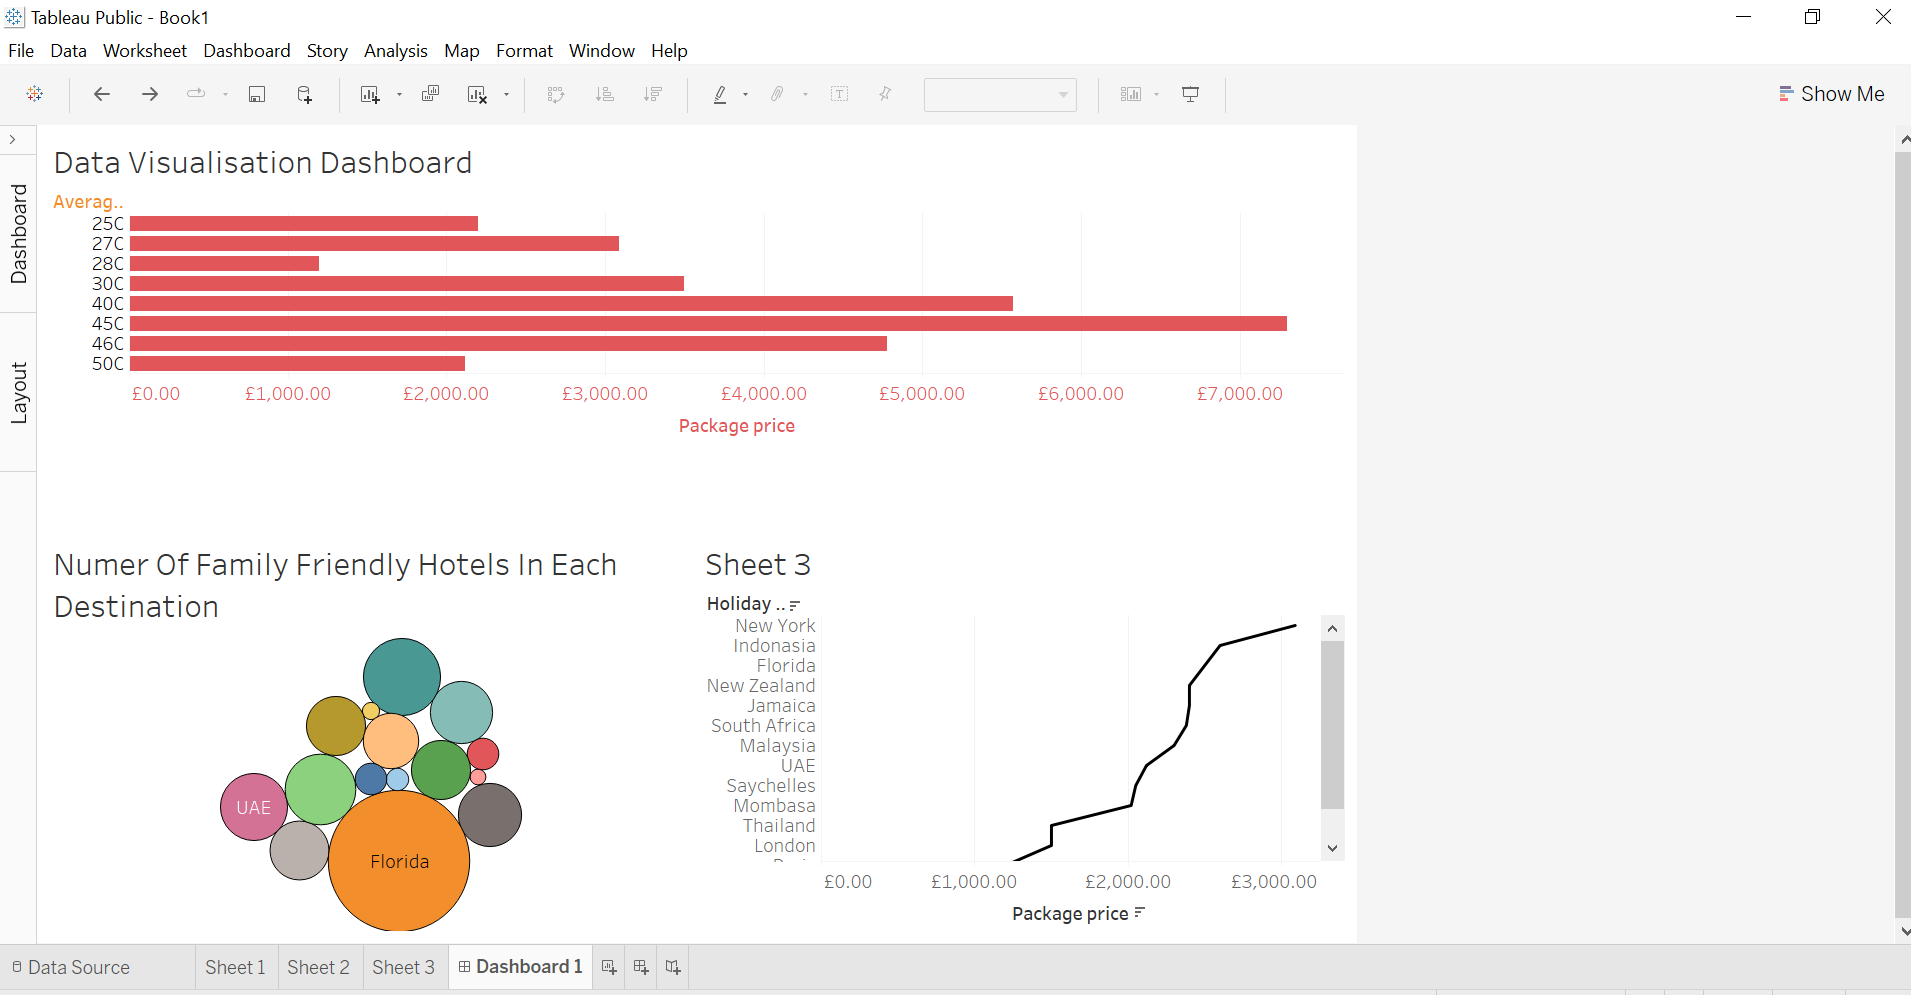 Tableau Public - Book1
File Data Worksheet Dashboard Story Analysis Map Format Window Help
Show Me
Dashboard
Layout
Data Visualisation Dashboard
Averag..
25C
27C
28C
30C
40C
45C
46C
50C
£0.00 £1,000.00 £2,000.00 £3,000.00 £4,000.00 £5,000.00 £6,000.00 £7,000.00
Package price
Numer Of Family Friendly Hotels In Each
Destination
UAE
Florida
Sheet 3
Holiday ..
New York
Indonasia
Florida
New Zealand
Jamaica
South Africa
Malaysia
UAE
Saychelles
Mombasa
Thailand
London
£0.00 £1,000.00 £2,000.00 £3,000.00
Package price
Data Source Sheet 1 Sheet 2 Sheet 3 Dashboard 1